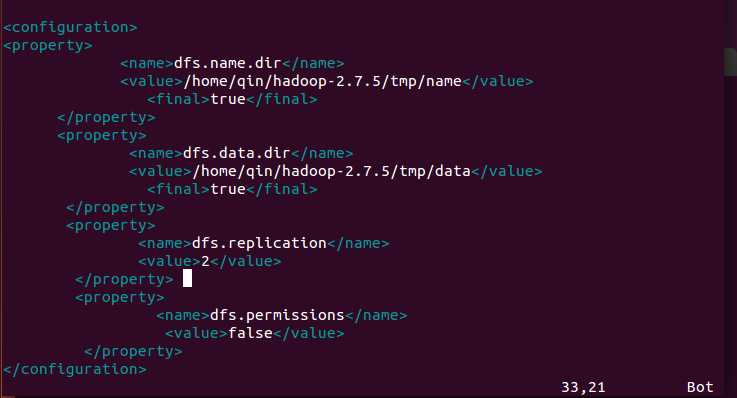 <configuration>
<property>
<name>dfs.name.dir</name>
<value>/home/qin/hadoop-2.7.5/tmp/name</value>
<final>true</final>
</property>
<property>
<name>dfs.data.dir</name>
<value>/home/qin/hadoop-2.7.5/tmp/data</value>
<final>true</final>
</property>
<property>
<name>dfs.replication</name>
<value>2</value>
</property>
<property>
<name>dfs.permissions</name>
<value>false</value>
</property>
</configuration>
33,21 Bot